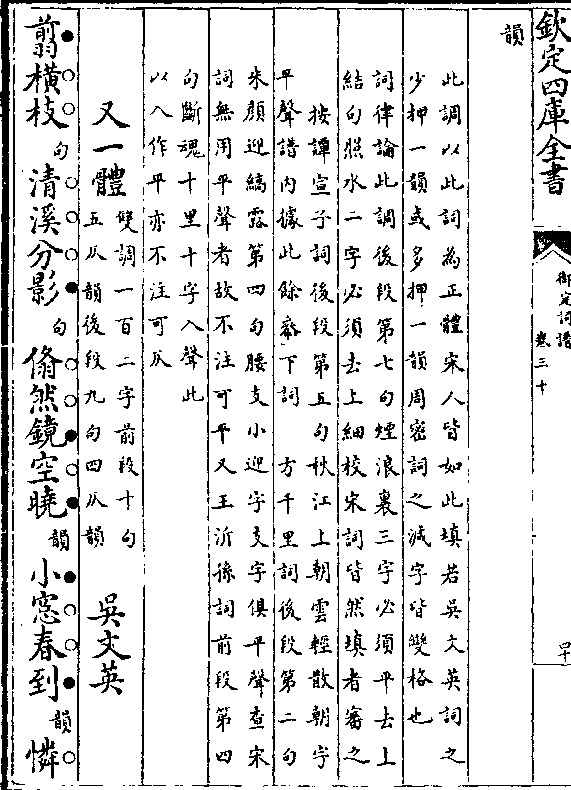 欽定四庫全書
御定詞譜
卷三十
四十
韻
此調以此詞為正體宋人皆如此填若吳文英詞之
少押一韻或多押一韻周密詞之減字皆變格也
詞律論此調後段第七句煙浪裏三字必須平去上
結句照水二字必須去上細校宋詞皆然填者審之
按譚宣子詞後段第五句秋江上朝雲輕散朝字
平聲譜內據此餘參下詞 方千里詞後段第二句
朱顏迎縞露第四句腰支小迎字支字俱平聲查宋
詞無用平聲者故不注可平又王沂孫詞前段第四
句斷魂十里十字入聲此
以入作平亦不注可仄
又一體 雙調一百二字前段十句
五仄韻後段九句四仄韻 吳文英
翦橫枝句清溪分影句翛然鏡空曉韻小窓春到韻憐